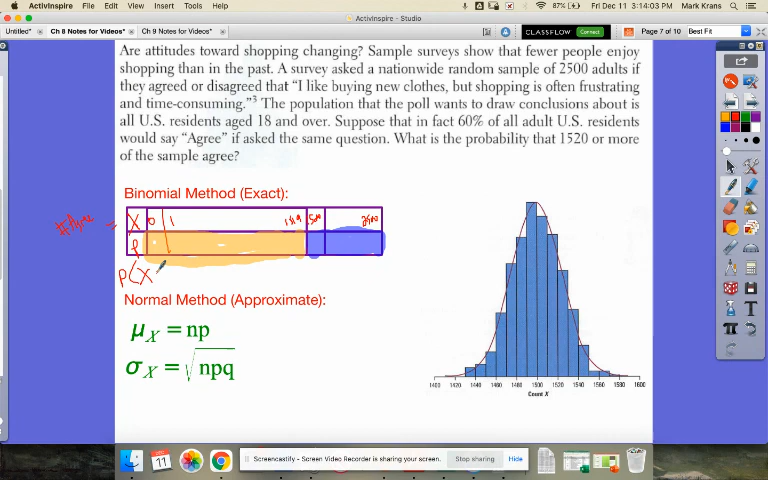 ActivInspire File Edit View Insert Tools Help 87% Fri Dec 11 3:14:03 PM Mark Krans
ActivInspire - Studio
Untitled* Ch 8 Notes for Videos* Ch 9 Notes for Videos* CLASSFLOW Connect Page 7 of 10 Best Fit
Are attitudes toward shopping changing? Sample surveys show that fewer people enjoy
shopping than in the past. A survey asked a nationwide random sample of 2500 adults if
they agreed or disagreed that “I like buying new clothes, but shopping is often frustrating
and time-consuming.”3 The population that the poll wants to draw conclusions about is
all U.S. residents aged 18 and over. Suppose that in fact 60% of all adult U.S. residents
would say “Agree” if asked the same question. What is the probability that 1520 or more
of the sample agree?
Binomial Method (Exact):
#Agree = X 0 1 1519 2500
P
P(X
Normal Method (Approximate):
μX = np
σX = √npq
1400 1420 1440 1460 1480 1500 1520 1540 1560 1580 1600
Count X
T
DEC
11
Screencastify - Screen Video Recorder is sharing your screen. Stop sharing Hide